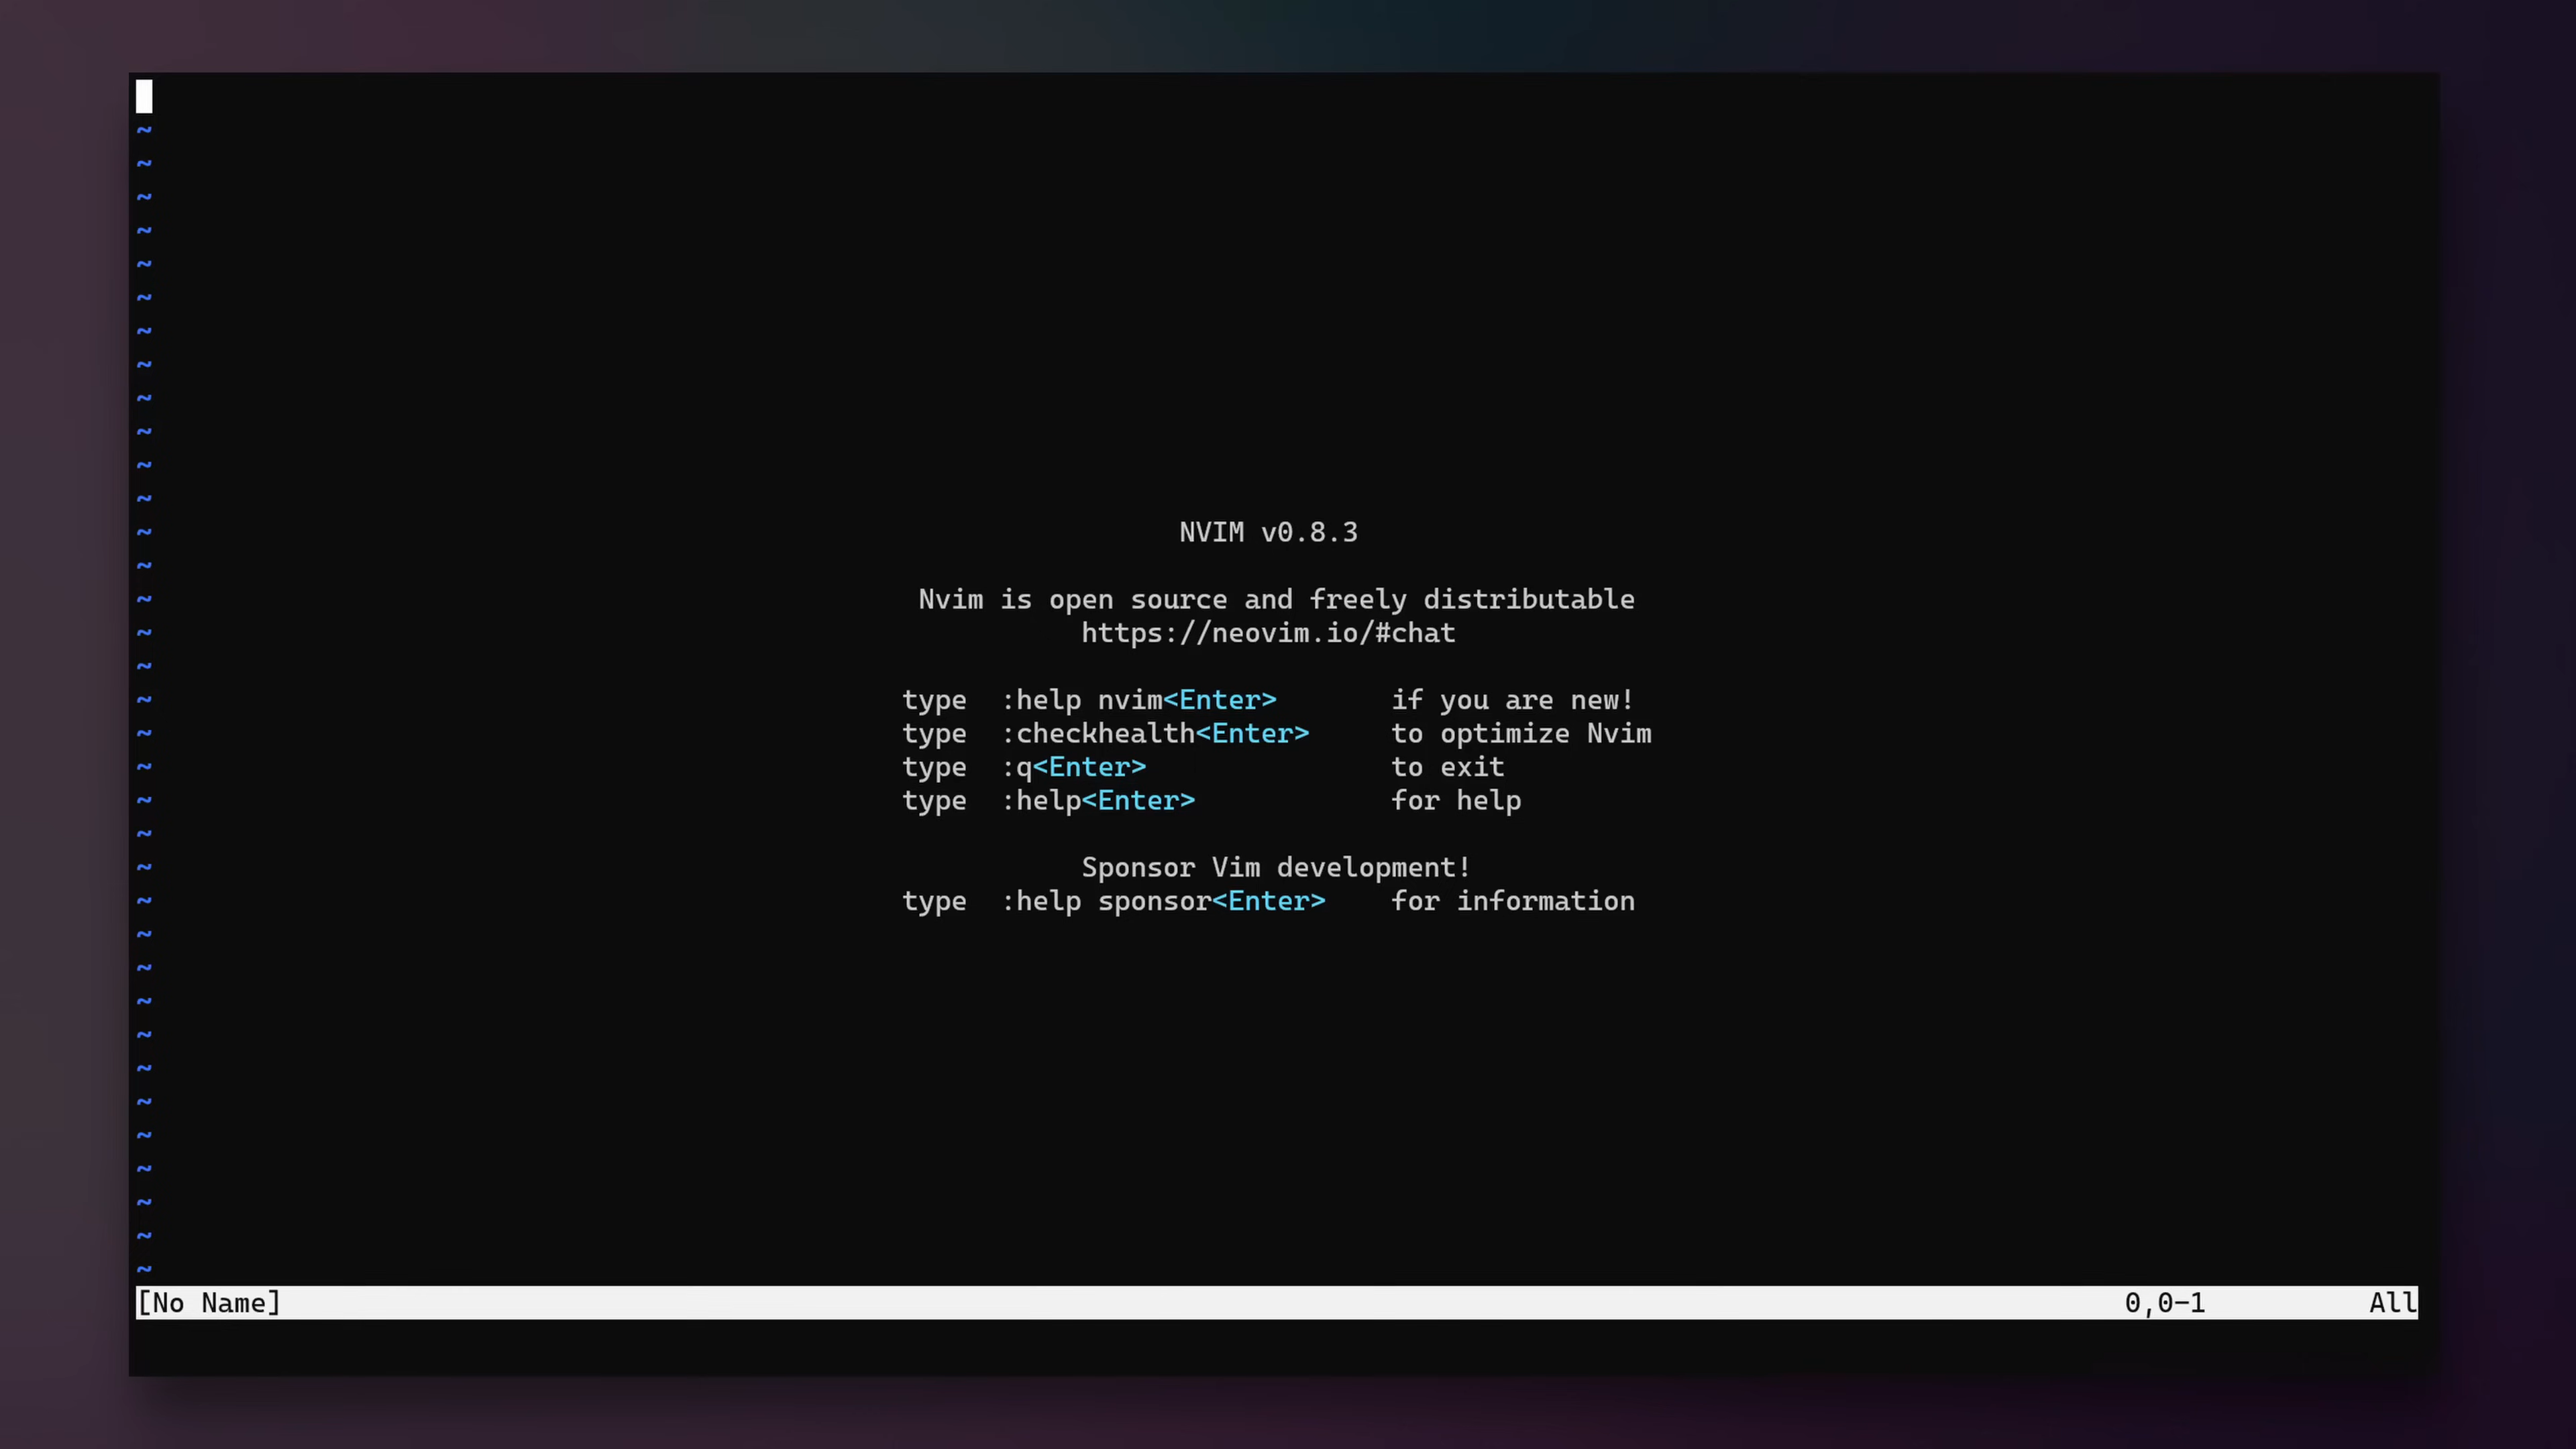 ~
~
~
~
~
~
~
~
~
~
~
~
~ NVIM v0.8.3
~
~ Nvim is open source and freely distributable
~ https://neovim.io/#chat
~
~ type  :help nvim<Enter>       if you are new!
~ type  :checkhealth<Enter>     to optimize Nvim
~ type  :q<Enter>               to exit
~ type  :help<Enter>            for help
~
~ Sponsor Vim development!
~ type  :help sponsor<Enter>    for information
~
~
~
~
~
~
~
~
~
~
~
[No Name] 0,0-1 All